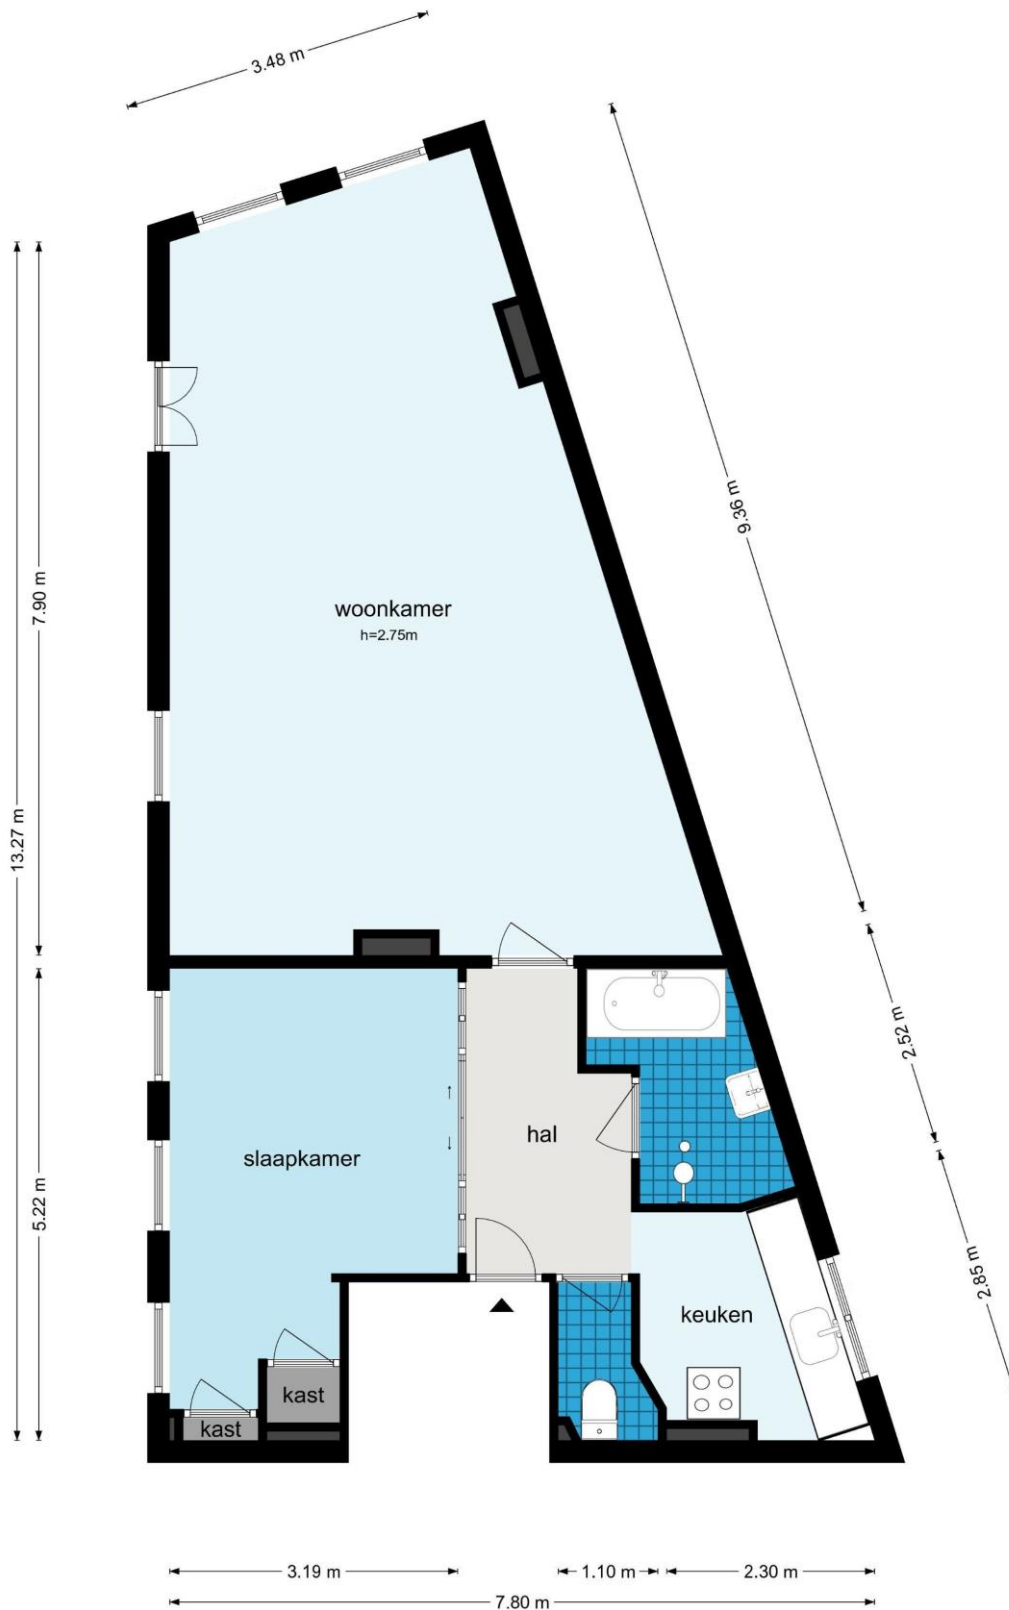 3.48 m
9.36 m
7.90 m
woonkamer
h=2.75m
13.27 m
2.52 m
hal
slaapkamer
5.22 m
2.85 m
keuken
kast
kast
3.19 m
1.10 m
2.30 m
7.80 m